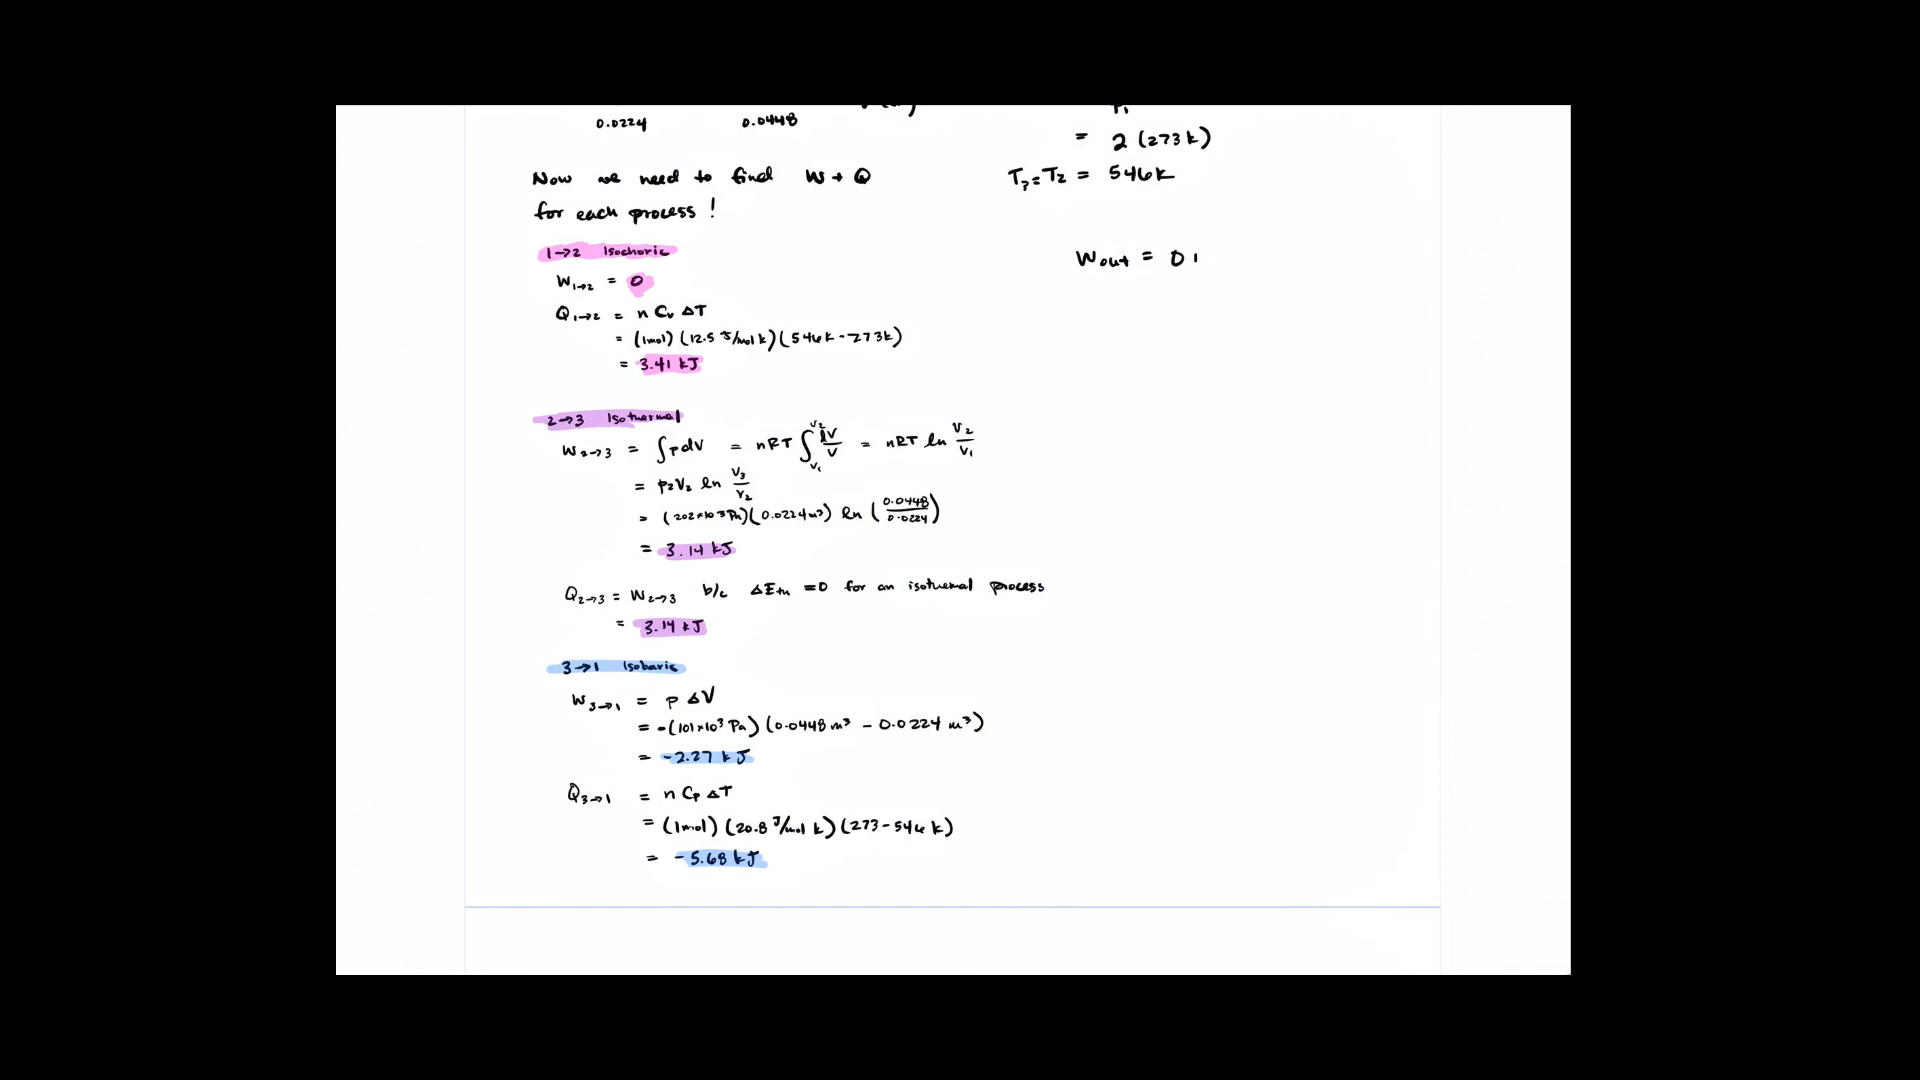 0.0224 0.0448
= 2 (273k)
Now we need to find W + Q
T₃=T₂ = 546k
for each process!
1→2 Isochoric
Wout = 0
W1→2 = 0
Q1→2 = n Cv ΔT
= (1mol) (12.5 J/mol k) (546k - 273k)
= 3.41 kJ
2→3 Isothermal
W2→3 = ∫pdV = nRT ∫V₁^V₂ dV/V = nRT ln V₂/V₁
= p₂V₂ ln V₃/V₂
= (202×10³Pa)(0.0224m³) ln (0.0448/0.0224)
= 3.14 kJ
Q2→3 = W2→3 b/c ΔEth =0 for an isothermal process
= 3.14 kJ
3→1 Isobaric
W3→1 = p ΔV
= -(101×10³ Pa) (0.0448 m³ - 0.0224 m³)
= -2.27 kJ
Q3→1 = n Cp ΔT
= (1mol) (20.8 J/mol k) (273-546 k)
= -5.68 kJ